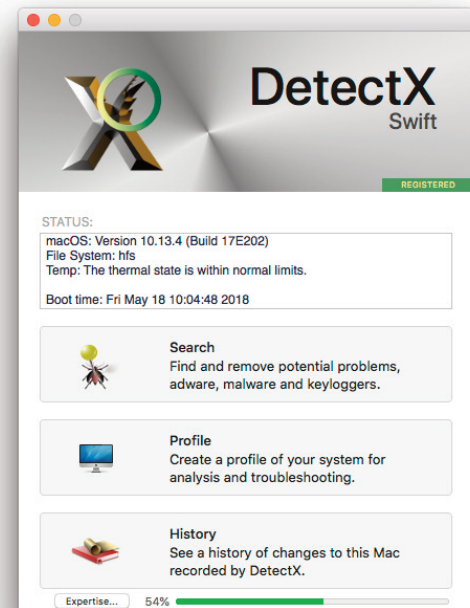 DetectX
Swift
REGISTERED
STATUS:
macOS: Version 10.13.4 (Build 17E202)
File System: hfs
Temp: The thermal state is within normal limits.
Boot time: Fri May 18 10:04:48 2018
Search
Find and remove potential problems,
adware, malware and keyloggers.
Profile
Create a profile of your system for
analysis and troubleshooting.
History
See a history of changes to this Mac
recorded by DetectX.
Expertise... 54%